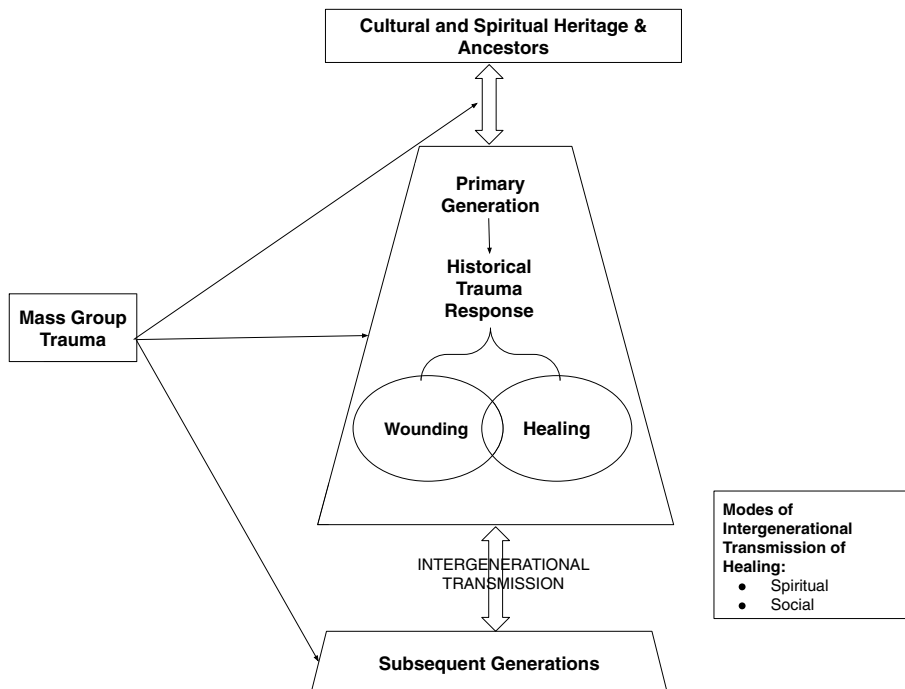 Cultural and Spiritual Heritage &
Ancestors
Primary
Generation
Historical
Trauma
Response
Mass Group
Trauma
Wounding
Healing
INTERGENERATIONAL
TRANSMISSION
Modes of
Intergenerational
Transmission of
Healing:
● Spiritual
● Social
Subsequent Generations